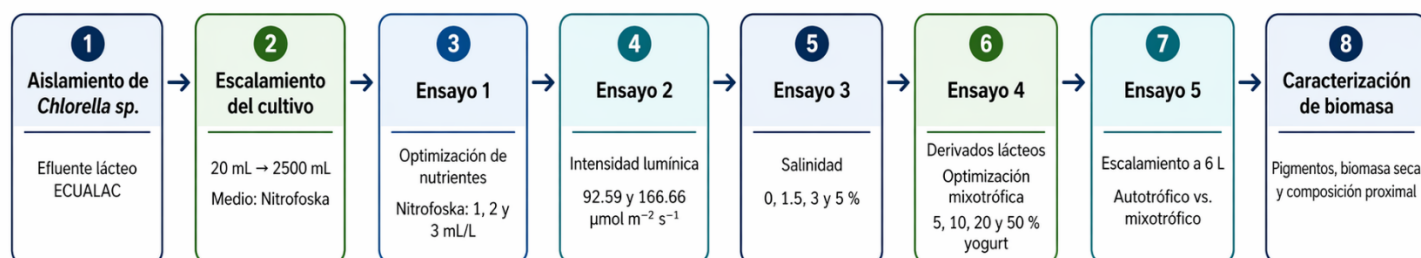 1
Aislamiento de
Chlorella sp.
Efluente lácteo
ECUALAC
2
Escalamiento
del cultivo
20 mL → 2500 mL
Medio: Nitrofoska
3
Ensayo 1
Optimización de
nutrientes
Nitrofoska: 1, 2 y
3 mL/L
4
Ensayo 2
Intensidad lumínica
92.59 y 166.66
μmol m⁻² s⁻¹
5
Ensayo 3
Salinidad
0, 1.5, 3 y 5 %
6
Ensayo 4
Derivados lácteos
Optimización
mixotrófica
5, 10, 20 y 50 %
yogurt
7
Ensayo 5
Escalamiento a 6 L
Autotrófico vs.
mixotrófico
8
Caracterización
de biomasa
Pigmentos, biomasa seca
y composición proximal